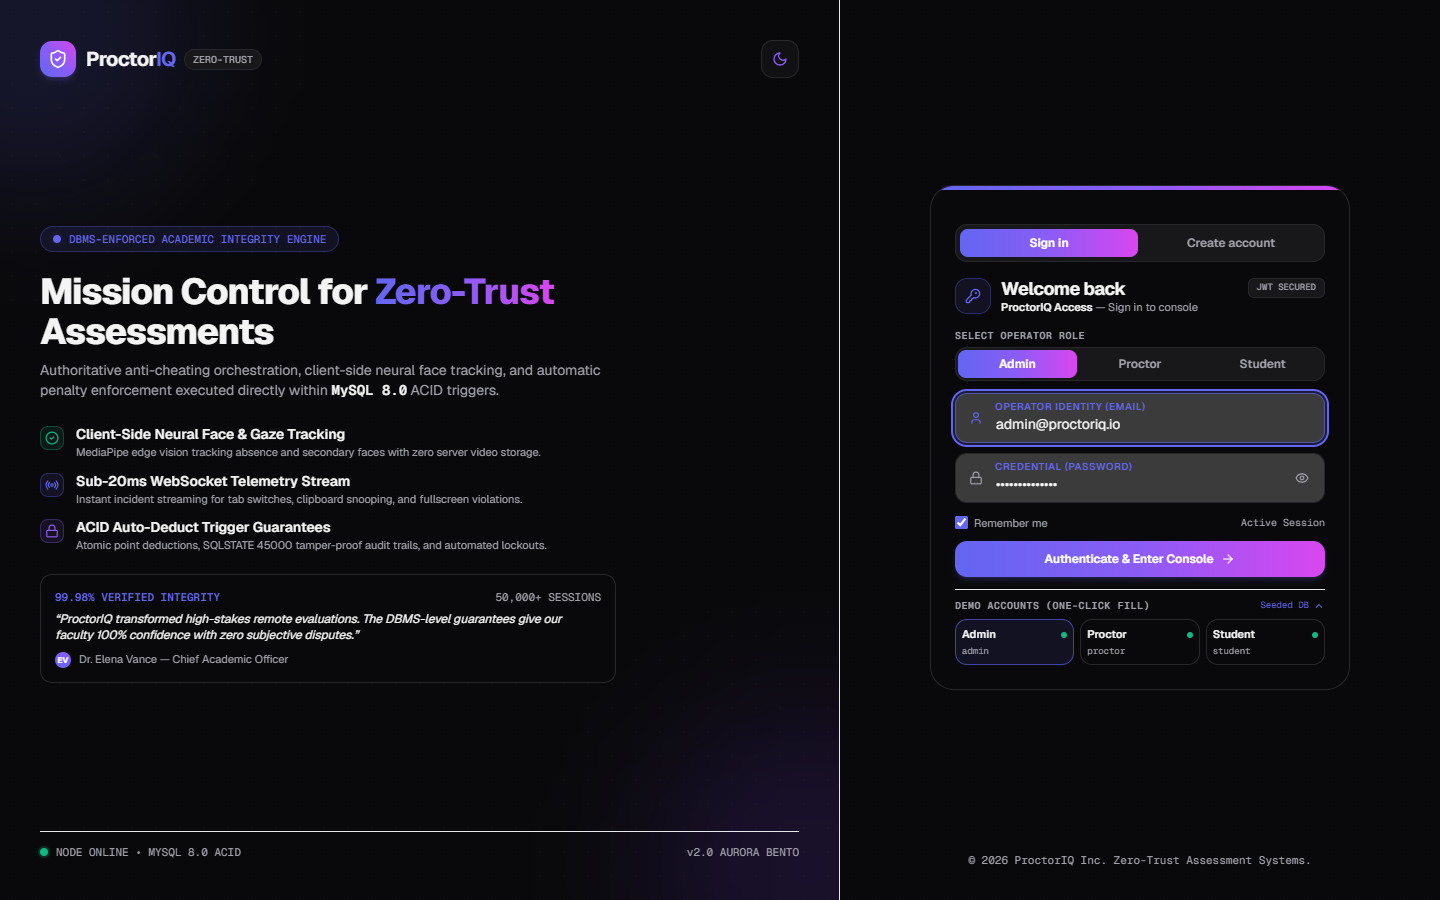 ProctorIQ ZERO-TRUST
DBMS-ENFORCED ACADEMIC INTEGRITY ENGINE
Mission Control for Zero-Trust
Assessments
Authoritative anti-cheating orchestration, client-side neural face tracking, and automatic
penalty enforcement executed directly within MySQL 8.0 ACID triggers.
Client-Side Neural Face & Gaze Tracking
MediaPipe edge vision tracking absence and secondary faces with zero server video storage.
Sub-20ms WebSocket Telemetry Stream
Instant incident streaming for tab switches, clipboard snooping, and fullscreen violations.
ACID Auto-Deduct Trigger Guarantees
Atomic point deductions, SQLSTATE 45000 tamper-proof audit trails, and automated lockouts.
99.98% VERIFIED INTEGRITY 50,000+ SESSIONS
“ProctorIQ transformed high-stakes remote evaluations. The DBMS-level guarantees give our
faculty 100% confidence with zero subjective disputes.”
EV Dr. Elena Vance — Chief Academic Officer
NODE ONLINE • MYSQL 8.0 ACID v2.0 AURORA BENTO
Sign in Create account
Welcome back JWT SECURED
ProctorIQ Access — Sign in to console
SELECT OPERATOR ROLE
Admin Proctor Student
OPERATOR IDENTITY (EMAIL)
admin@proctoriq.io
CREDENTIAL (PASSWORD)
••••••••••••••
Remember me Active Session
Authenticate & Enter Console →
DEMO ACCOUNTS (ONE-CLICK FILL) Seeded DB
Admin Proctor Student
admin proctor student
© 2026 ProctorIQ Inc. Zero-Trust Assessment Systems.